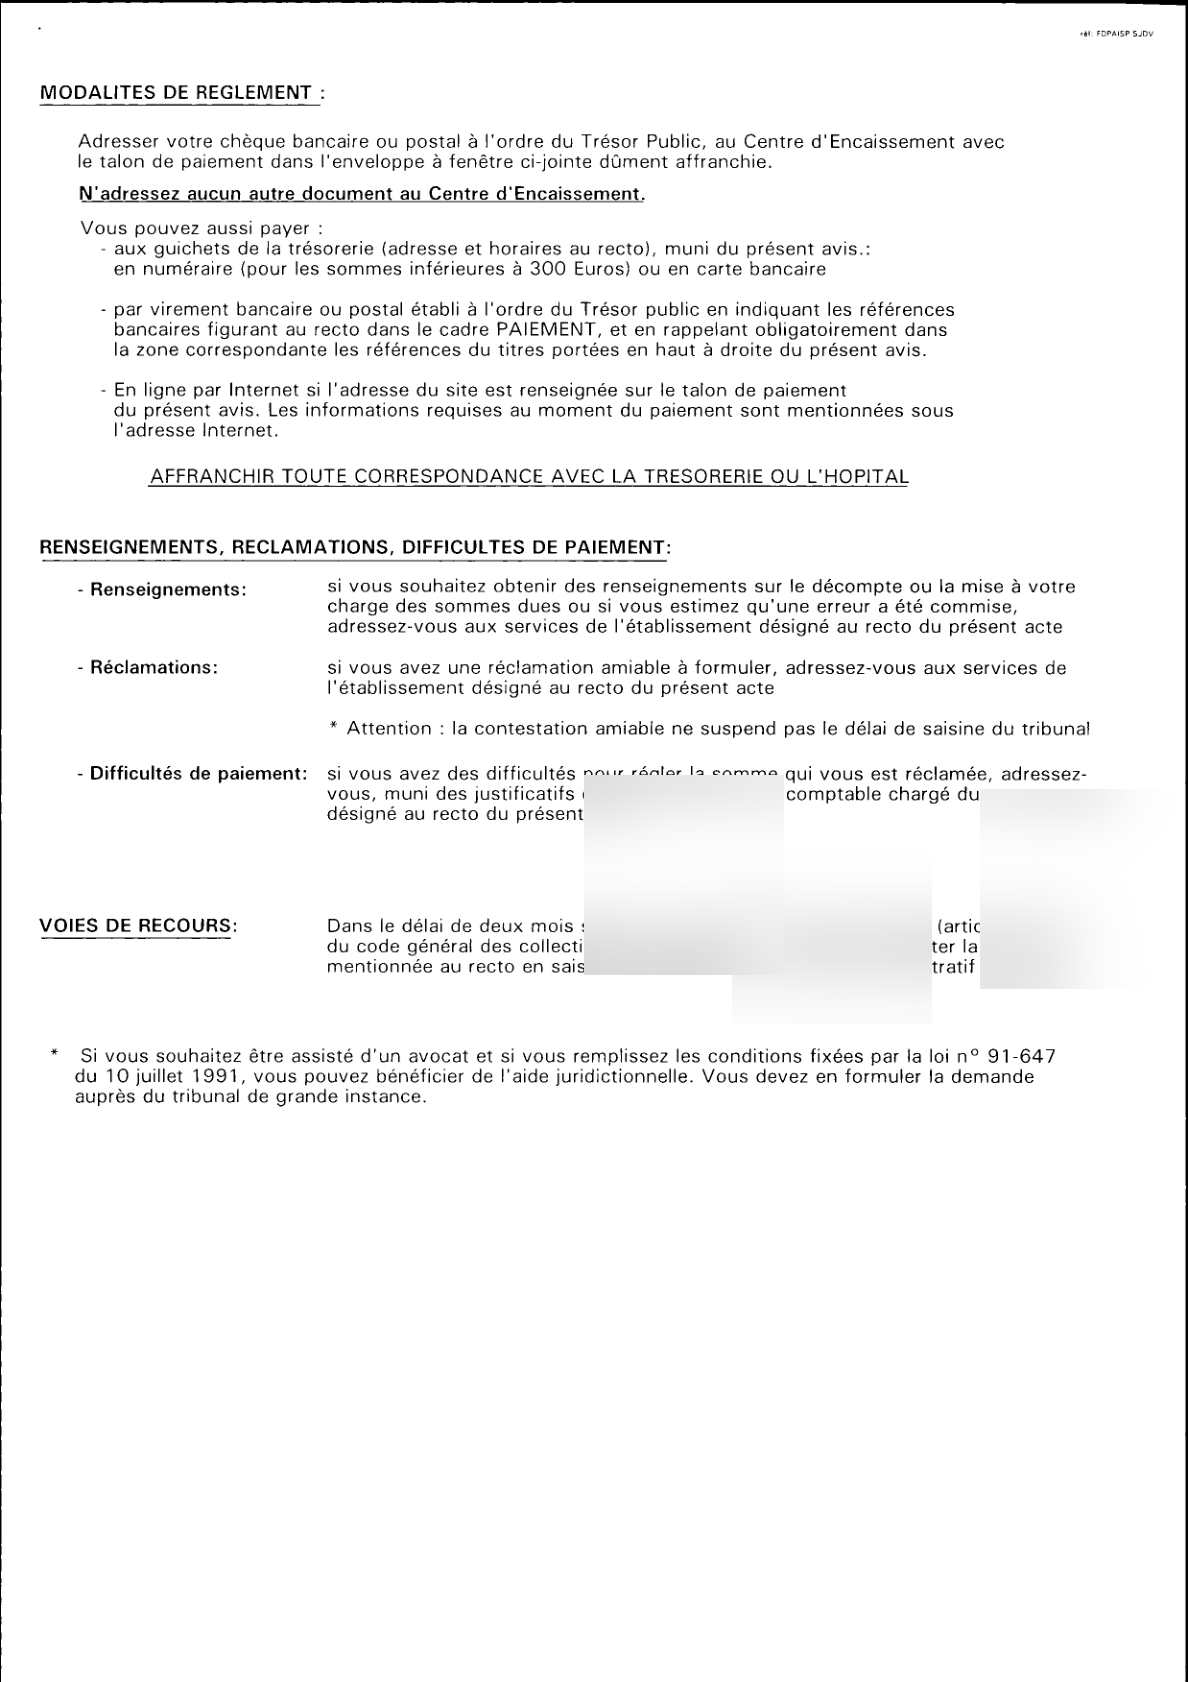 réf: FDPAISP SJDV
MODALITES DE REGLEMENT :
Adresser votre chèque bancaire ou postal à l'ordre du Trésor Public, au Centre d'Encaissement avec
le talon de paiement dans l'enveloppe à fenêtre ci-jointe dûment affranchie.
N'adressez aucun autre document au Centre d'Encaissement.
Vous pouvez aussi payer :
- aux guichets de la trésorerie (adresse et horaires au recto), muni du présent avis.:
en numéraire (pour les sommes inférieures à 300 Euros) ou en carte bancaire
- par virement bancaire ou postal établi à l'ordre du Trésor public en indiquant les références
bancaires figurant au recto dans le cadre PAIEMENT, et en rappelant obligatoirement dans
la zone correspondante les références du titres portées en haut à droite du présent avis.
- En ligne par Internet si l'adresse du site est renseignée sur le talon de paiement
du présent avis. Les informations requises au moment du paiement sont mentionnées sous
l'adresse Internet.
AFFRANCHIR TOUTE CORRESPONDANCE AVEC LA TRESORERIE OU L'HOPITAL
RENSEIGNEMENTS, RECLAMATIONS, DIFFICULTES DE PAIEMENT:
- Renseignements: si vous souhaitez obtenir des renseignements sur le décompte ou la mise à votre
charge des sommes dues ou si vous estimez qu'une erreur a été commise,
adressez-vous aux services de l'établissement désigné au recto du présent acte
- Réclamations: si vous avez une réclamation amiable à formuler, adressez-vous aux services de
l'établissement désigné au recto du présent acte
* Attention : la contestation amiable ne suspend pas le délai de saisine du tribunal
- Difficultés de paiement: si vous avez des difficultés pour régler la somme qui vous est réclamée, adressez-
vous, muni des justificatifs comptable chargé du
désigné au recto du présent
VOIES DE RECOURS: Dans le délai de deux mois (artic
du code général des collecti ter la
mentionnée au recto en sais tratif
* Si vous souhaitez être assisté d'un avocat et si vous remplissez les conditions fixées par la loi n° 91-647
du 10 juillet 1991, vous pouvez bénéficier de l'aide juridictionnelle. Vous devez en formuler la demande
auprès du tribunal de grande instance.